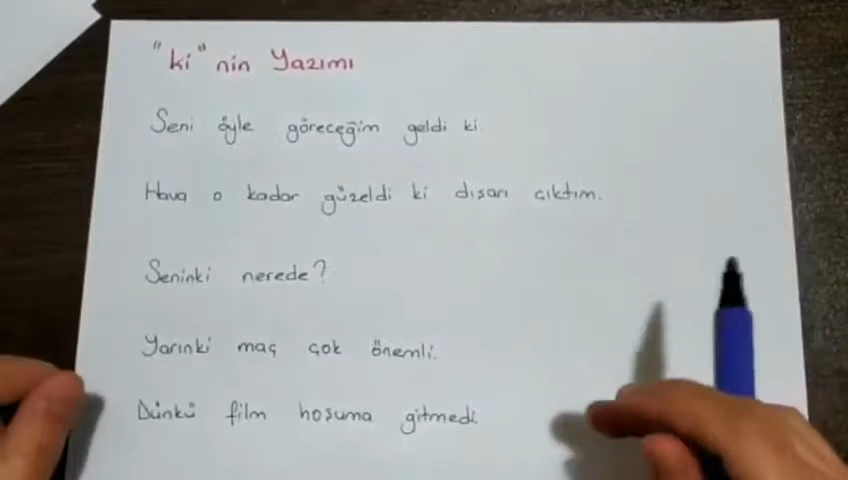 "ki" nin Yazımı
Seni öyle göreceğim geldi ki
Hava o kadar güzeldi ki dışarı çıktım.
Seninki nerede?
Yarınki maç çok önemli.
Dünkü film hoşuma gitmedi.